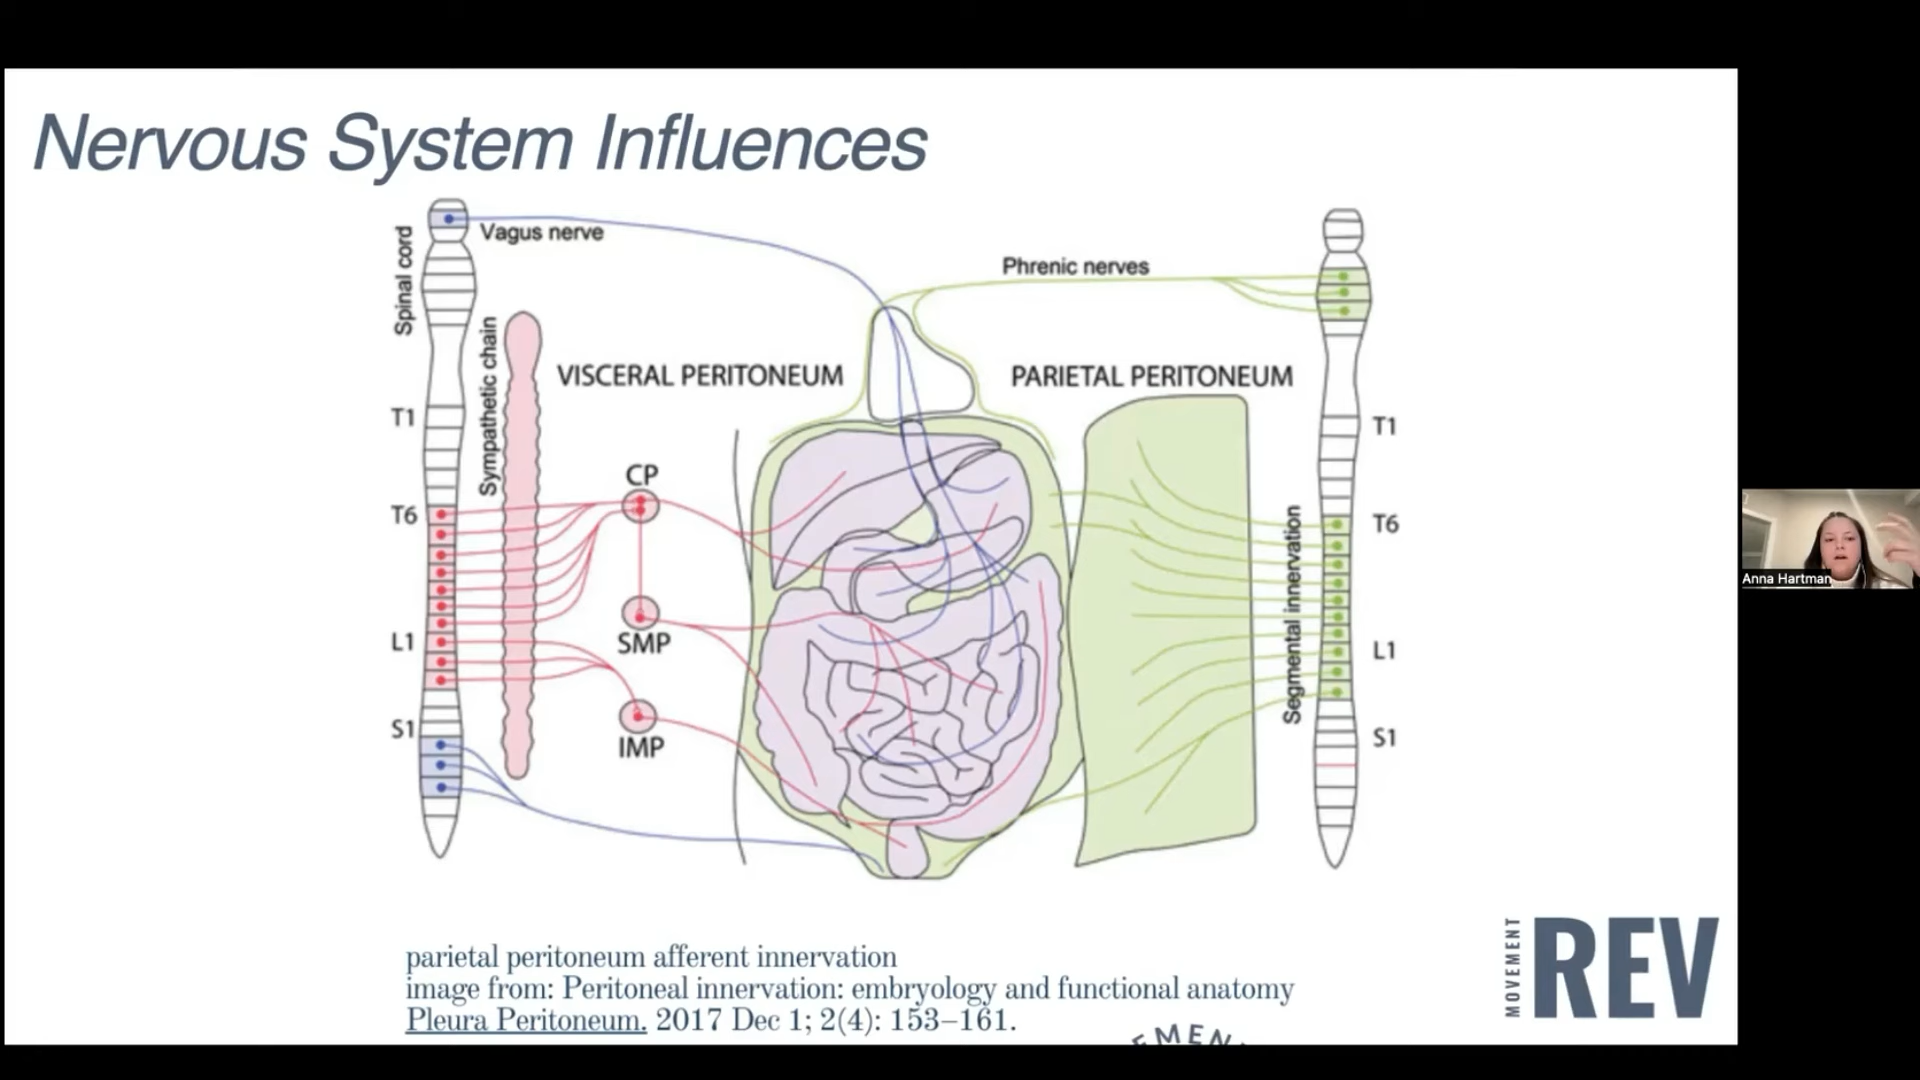 Nervous System Influences
Vagus nerve
Spinal cord
Phrenic nerves
Sympathetic chain
VISCERAL PERITONEUM
PARIETAL PERITONEUM
T1
T1
CP
T6
T6
Segmental innervation
SMP
L1
L1
IMP
S1
S1
Anna Hartman
parietal peritoneum afferent innervation
image from: Peritoneal innervation: embryology and functional anatomy
Pleura Peritoneum. 2017 Dec 1; 2(4): 153–161.
MOVEMENT
REV